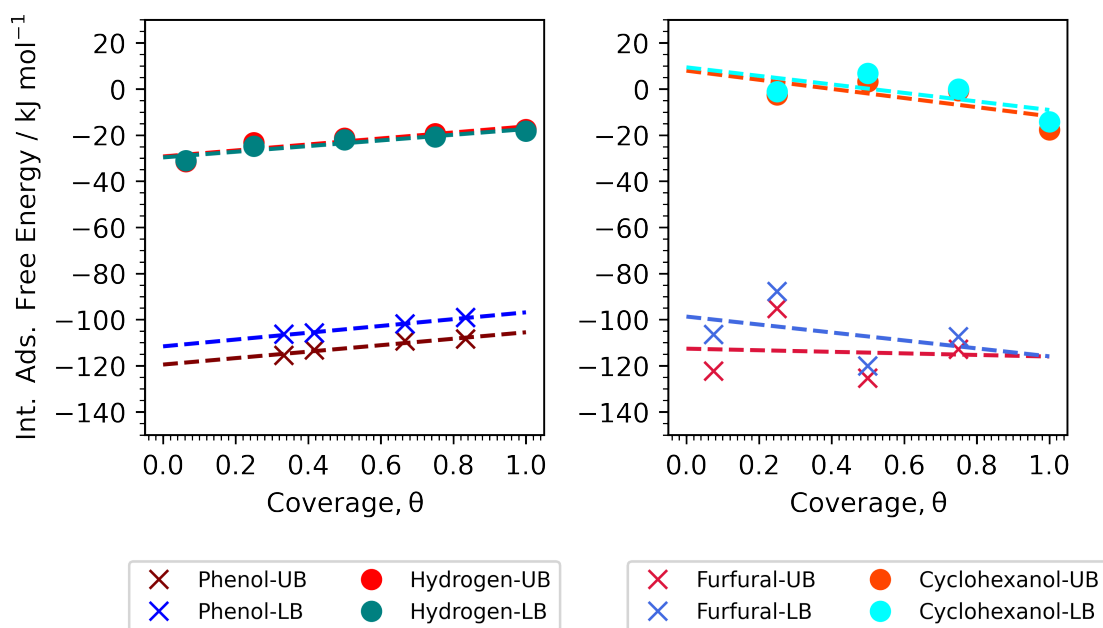 Int. Ads. Free Energy / kJ mol⁻¹
20
0
−20
−40
−60
−80
−100
−120
−140
0.0 0.2 0.4 0.6 0.8 1.0
Coverage, θ
20
0
−20
−40
−60
−80
−100
−120
−140
0.0 0.2 0.4 0.6 0.8 1.0
Coverage, θ
Phenol-UB Hydrogen-UB
Phenol-LB Hydrogen-LB
Furfural-UB Cyclohexanol-UB
Furfural-LB Cyclohexanol-LB